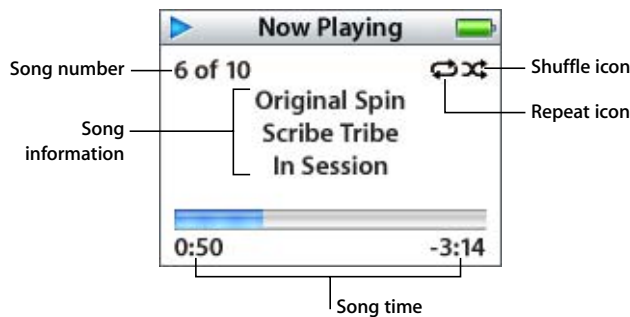 Now Playing
Song number
6 of 10
Shuffle icon
Repeat icon
Song
information
Original Spin
Scribe Tribe
In Session
0:50
-3:14
Song time